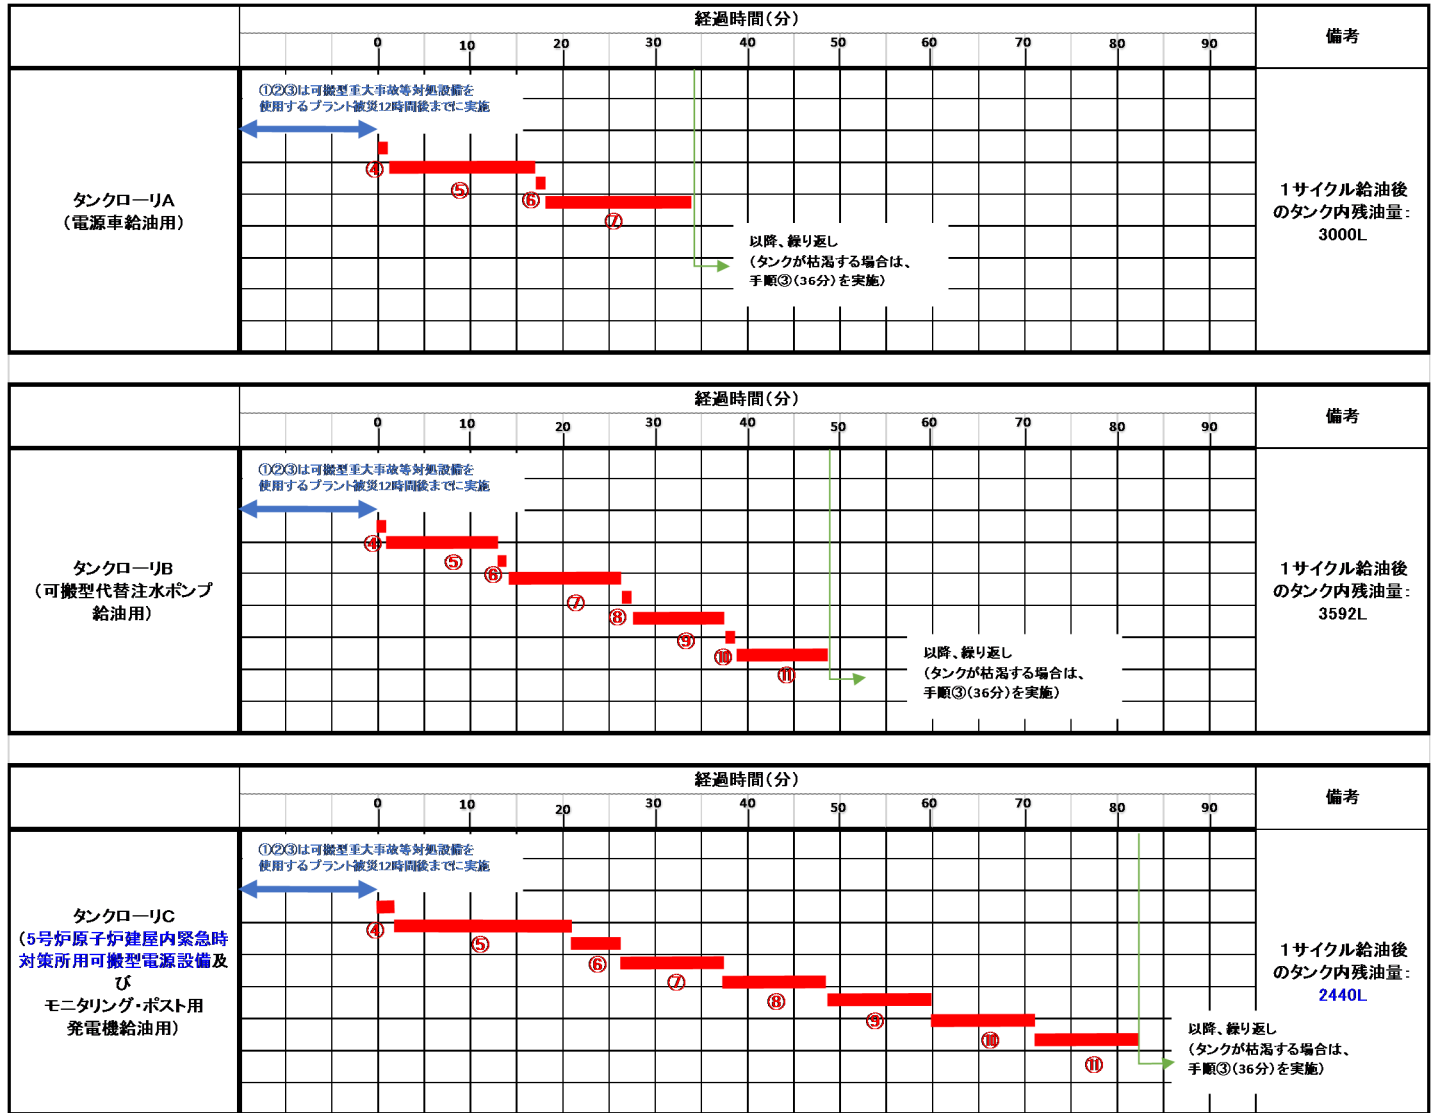 経過時間(分)
備考
0 10 20 30 40 50 60 70 80 90
①②③は可搬型重大事故等対処設備を
使用するプラント被災12時間後までに実施
タンクローリA
(電源車給油用)
④
⑤
⑥
⑦
以降、繰り返し
(タンクが枯渇する場合は、
手順③(36分)を実施)
1サイクル給油後
のタンク内残油量:
3000L
経過時間(分)
備考
0 10 20 30 40 50 60 70 80 90
①②③は可搬型重大事故等対処設備を
使用するプラント被災12時間後までに実施
タンクローリB
(可搬型代替注水ポンプ
給油用)
④
⑤
⑥
⑦
⑧
⑨
⑩
⑪
以降、繰り返し
(タンクが枯渇する場合は、
手順③(36分)を実施)
1サイクル給油後
のタンク内残油量:
3592L
経過時間(分)
備考
0 10 20 30 40 50 60 70 80 90
①②③は可搬型重大事故等対処設備を
使用するプラント被災12時間後までに実施
タンクローリC
(5号炉原子炉建屋内緊急時
対策所用可搬型電源設備及
び
モニタリング・ポスト用
発電機給油用)
④
⑤
⑥
⑦
⑧
⑨
⑩
⑪
以降、繰り返し
(タンクが枯渇する場合は、
手順③(36分)を実施)
1サイクル給油後
のタンク内残油量:
2440L